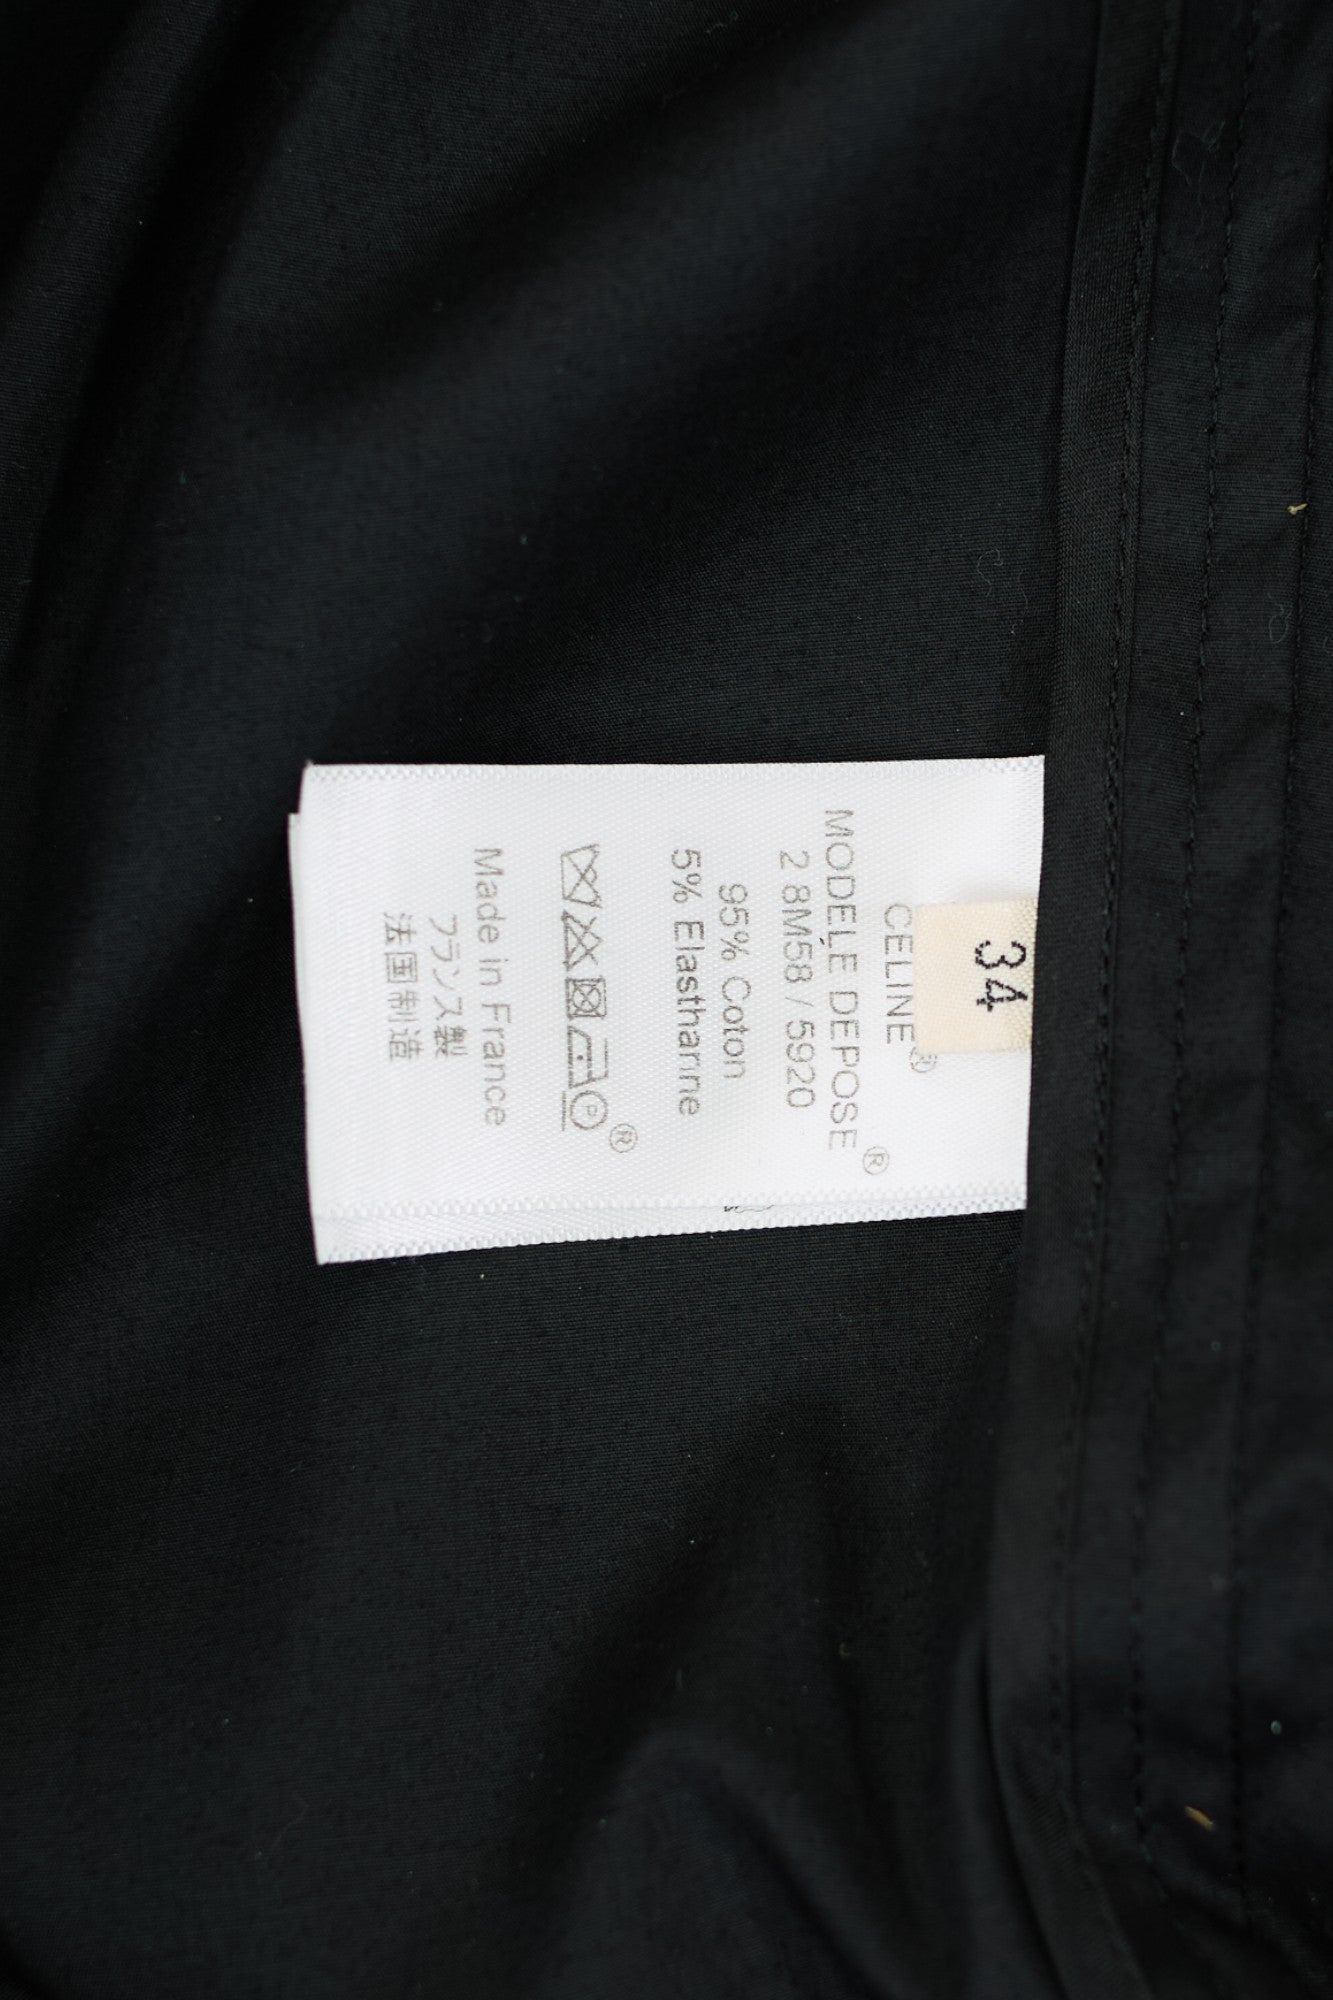 34
CELINE®
MODELE DEPOSE®
2 8M58 / 5920
95% Coton
5% Elasthanne
P
®
Made in France
フランス製
法国制造